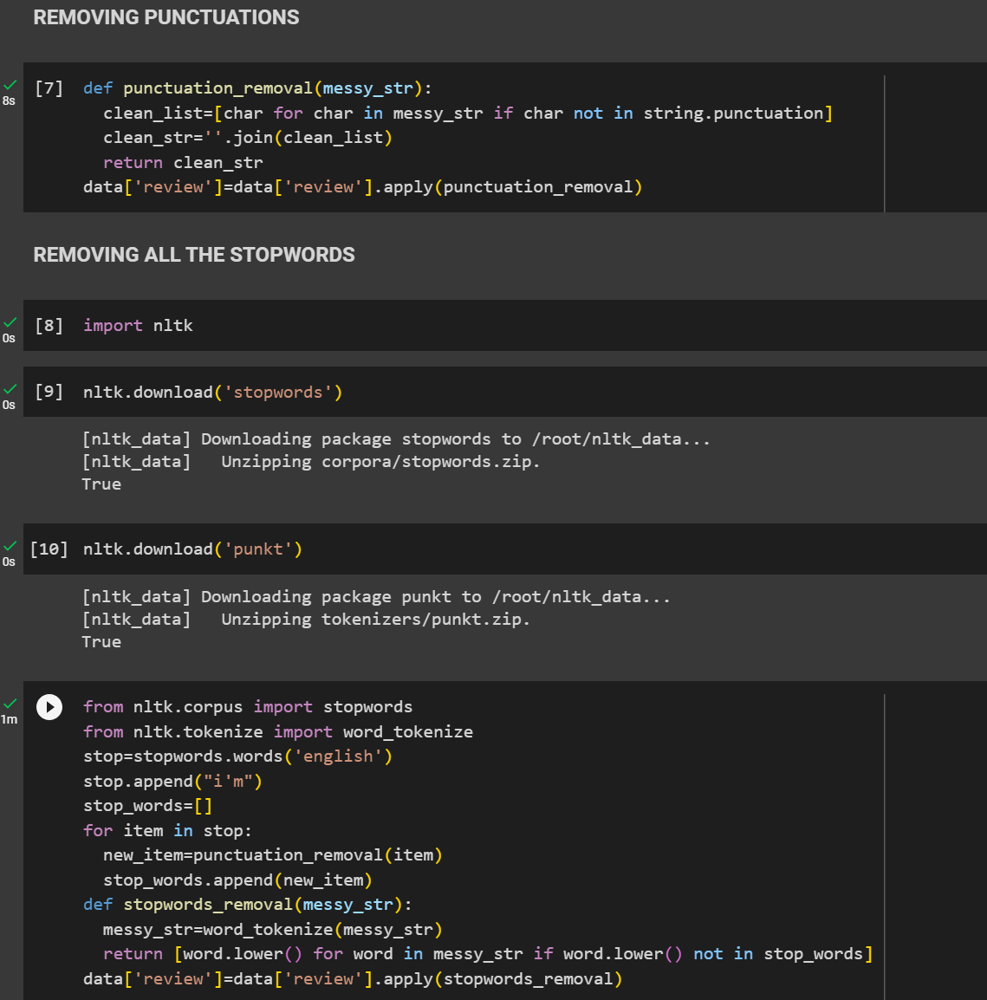 REMOVING PUNCTUATIONS
8s
[7] def punctuation_removal(messy_str):
  clean_list=[char for char in messy_str if char not in string.punctuation]
  clean_str=''.join(clean_list)
  return clean_str
data['review']=data['review'].apply(punctuation_removal)
REMOVING ALL THE STOPWORDS
[8] import nltk
0s
[9] nltk.download('stopwords')
0s
[nltk_data] Downloading package stopwords to /root/nltk_data...
[nltk_data]   Unzipping corpora/stopwords.zip.
True
[10] nltk.download('punkt')
0s
[nltk_data] Downloading package punkt to /root/nltk_data...
[nltk_data]   Unzipping tokenizers/punkt.zip.
True
from nltk.corpus import stopwords
1m
from nltk.tokenize import word_tokenize
stop=stopwords.words('english')
stop.append("i'm")
stop_words=[]
for item in stop:
  new_item=punctuation_removal(item)
  stop_words.append(new_item)
def stopwords_removal(messy_str):
  messy_str=word_tokenize(messy_str)
  return [word.lower() for word in messy_str if word.lower() not in stop_words]
data['review']=data['review'].apply(stopwords_removal)